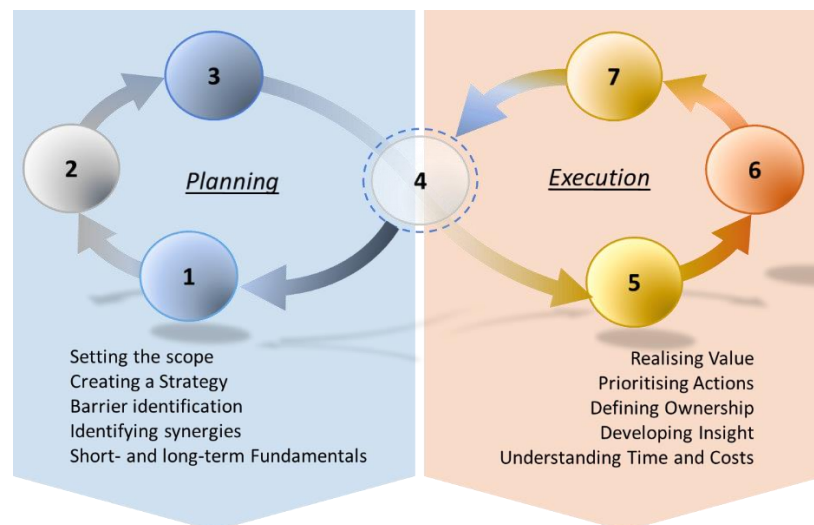 3
7
2
Planning
4
Execution
6
1
5
Setting the scope
Creating a Strategy
Barrier identification
Identifying synergies
Short- and long-term Fundamentals
Realising Value
Prioritising Actions
Defining Ownership
Developing Insight
Understanding Time and Costs